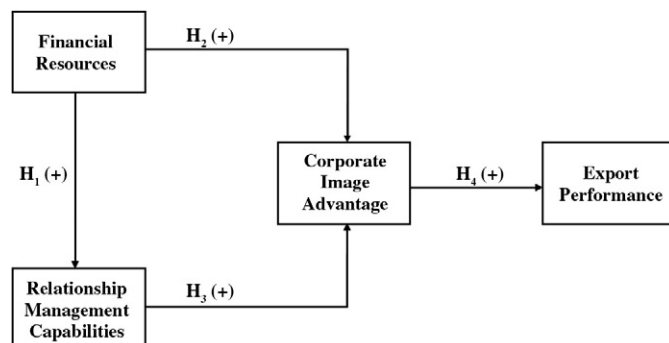 Financial
Resources
H₂ (+)
H₁ (+)
Corporate
Image
Advantage
H₄ (+)
Export
Performance
Relationship
Management
Capabilities
H₃ (+)